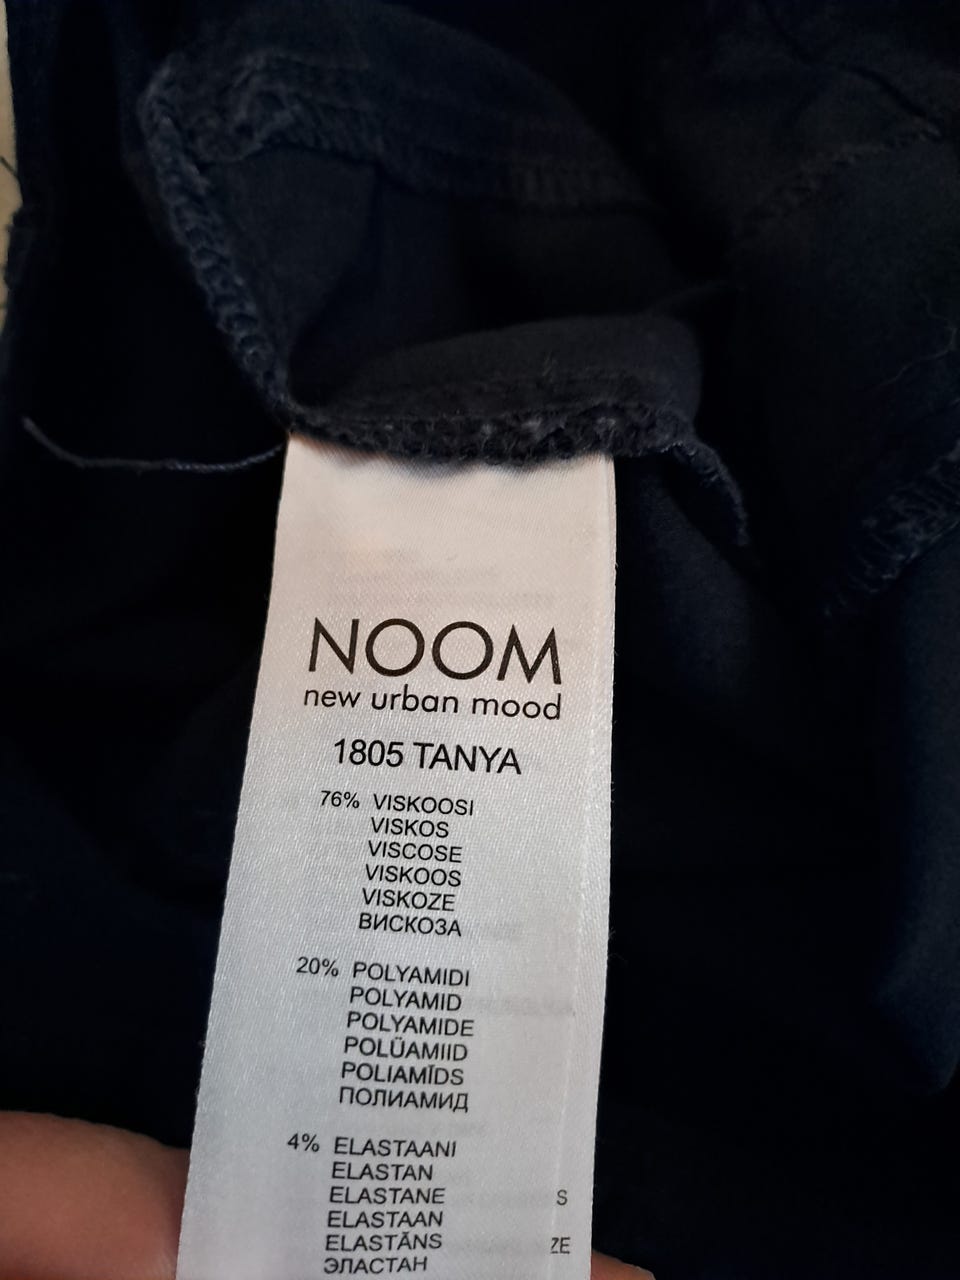 NOOM
new urban mood
1805 TANYA
76% VISKOOSI
VISKOS
VISCOSE
VISKOOS
VISKOZE
ВИСКОЗА
20% POLYAMIDI
POLYAMID
POLYAMIDE
POLÜAMIID
POLIAMĪDS
ПОЛИАМИД
4% ELASTAANI
ELASTAN
ELASTANE S
ELASTAAN
ELASTĀNS ZE
ЭЛАСТАН